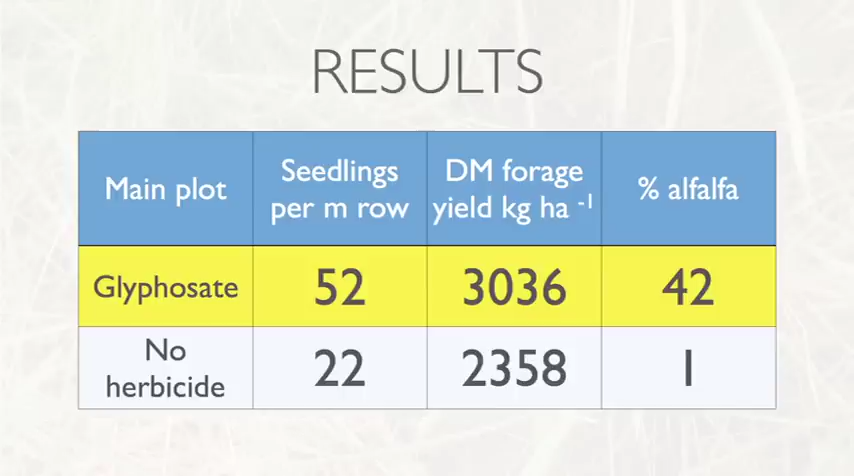 RESULTS
Main plot
Seedlings
per m row
DM forage
yield kg ha -1
% alfalfa
Glyphosate
52
3036
42
No
herbicide
22
2358
1